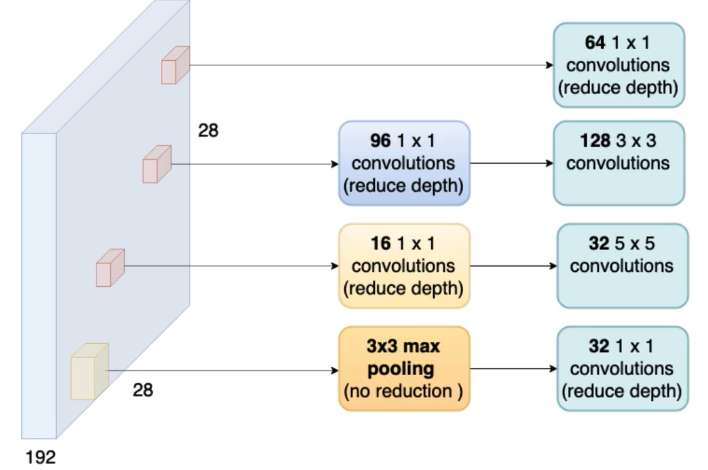 64 1 x 1
convolutions
(reduce depth)
28
96 1 x 1
convolutions
(reduce depth)
128 3 x 3
convolutions
16 1 x 1
convolutions
(reduce depth)
32 5 x 5
convolutions
3x3 max
pooling
(no reduction )
32 1 x 1
convolutions
(reduce depth)
28
192